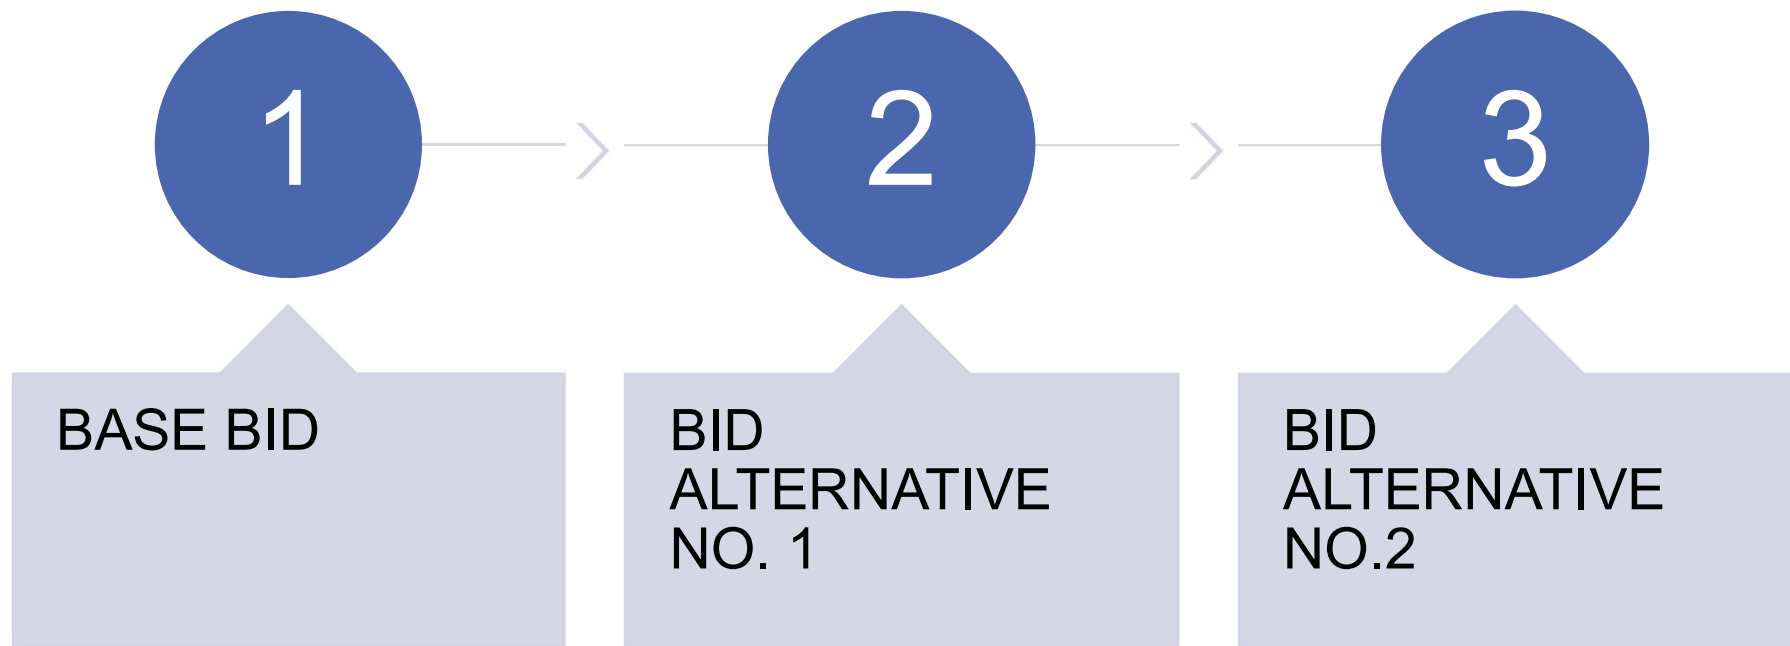 1
2
3
BASE BID
BID
ALTERNATIVE
NO. 1
BID
ALTERNATIVE
NO.2